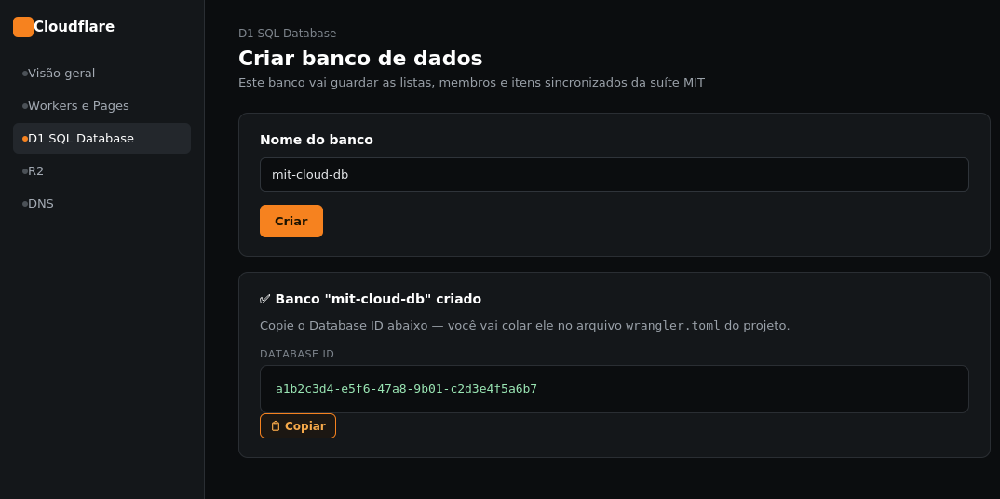 Cloudflare
Visão geral
Workers e Pages
D1 SQL Database
R2
DNS
D1 SQL Database
Criar banco de dados
Este banco vai guardar as listas, membros e itens sincronizados da suíte MIT
Nome do banco
mit-cloud-db
Criar
✅ Banco "mit-cloud-db" criado
Copie o Database ID abaixo — você vai colar ele no arquivo wrangler.toml do projeto.
DATABASE ID
a1b2c3d4-e5f6-47a8-9b01-c2d3e4f5a6b7
📋 Copiar